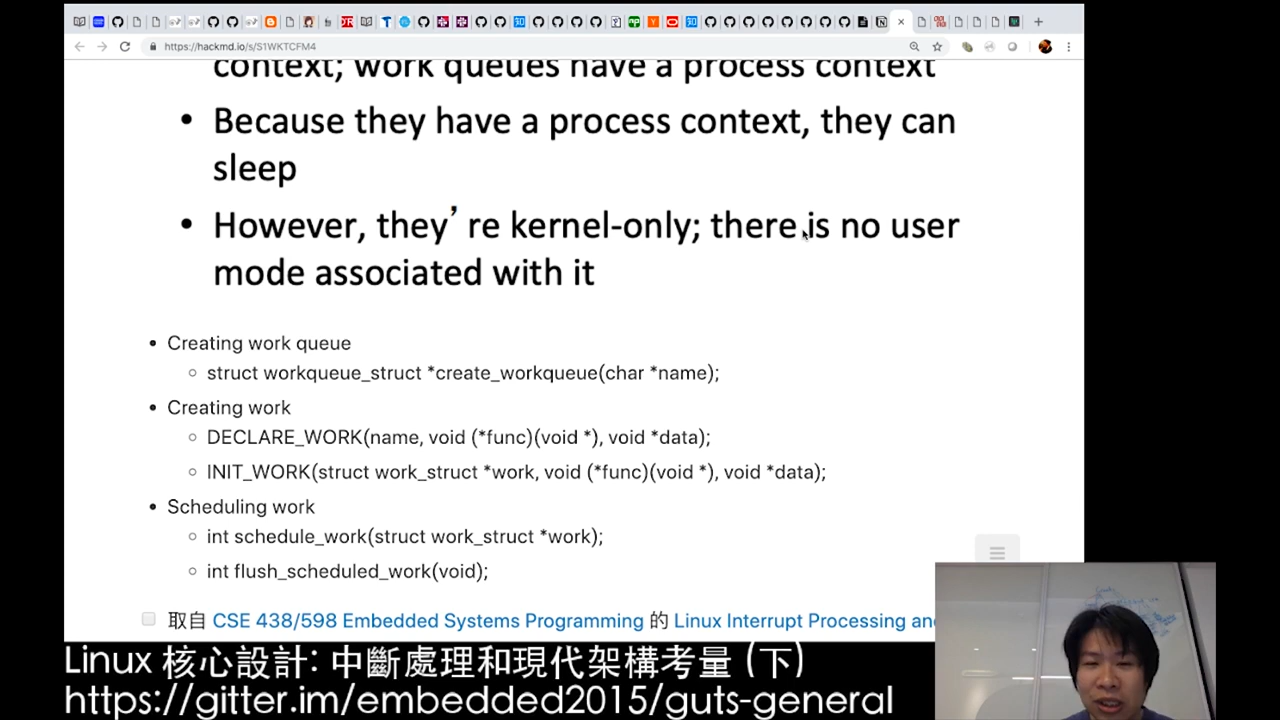 https://hackmd.io/s/S1WKTCFM4
context; work queues have a process context
• Because they have a process context, they can
sleep
• However, they're kernel-only; there is no user
mode associated with it
• Creating work queue
○ struct workqueue_struct *create_workqueue(char *name);
• Creating work
○ DECLARE_WORK(name, void (*func)(void *), void *data);
○ INIT_WORK(struct work_struct *work, void (*func)(void *), void *data);
• Scheduling work
○ int schedule_work(struct work_struct *work);
○ int flush_scheduled_work(void);
取自 CSE 438/598 Embedded Systems Programming 的 Linux Interrupt Processing and
Linux 核心設計: 中斷處理和現代架構考量 (下)
https://gitter.im/embedded2015/guts-general